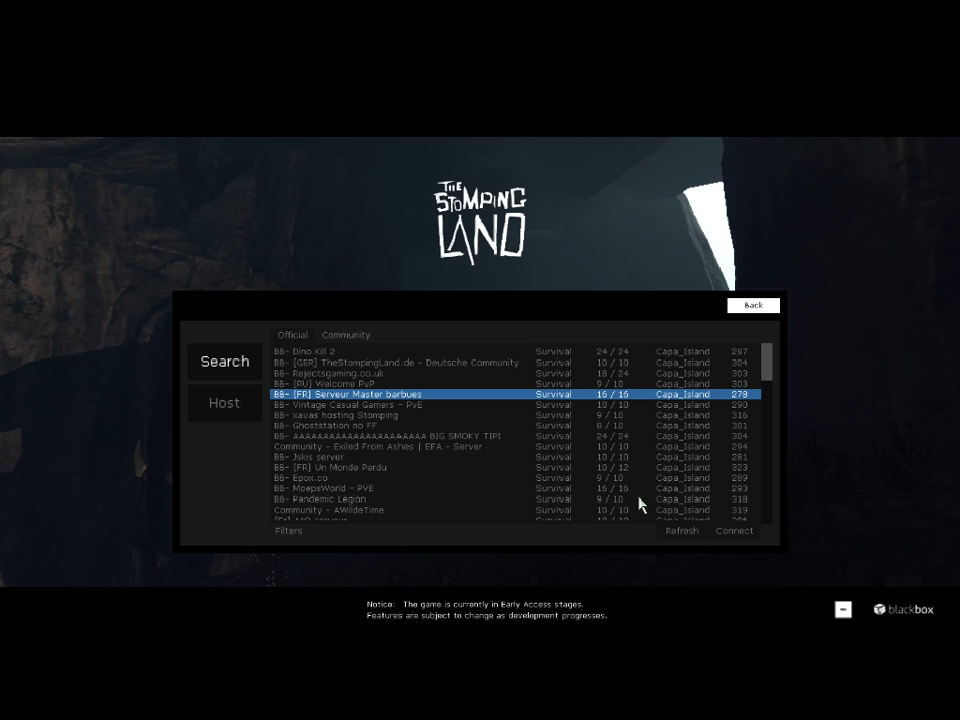 THE
STOMPING
LAND
Back
Official Community
Search
Host
BB- Dino Kill 2 Survival 24 / 24 Capa_Island 297
BB- [GER] TheStompingLand.de - Deutsche Community Survival 10 / 10 Capa_Island 304
BB- Rejectsgaming.co.uk Survival 18 / 24 Capa_Island 303
BB- [RU] Welcome PvP Survival 9 / 10 Capa_Island 303
BB- [FR] Serveur Master barbues Survival 16 / 16 Capa_Island 278
BB- Vintage Casual Gamers - PvE Survival 10 / 10 Capa_Island 290
BB- xavas hosting Stomping Survival 9 / 10 Capa_Island 316
BB- Ghoststation no FF Survival 8 / 10 Capa_Island 301
BB- AAAAAAAAAAAAAAAAAAAAAA BIG SMOKY TIPI Survival 24 / 24 Capa_Island 304
Community - Exiled From Ashes | EFA - Server Survival 10 / 10 Capa_Island 294
BB- Jskis server Survival 10 / 10 Capa_Island 281
BB- [FR] Un Monde Perdu Survival 10 / 12 Capa_Island 323
BB- Epox.co Survival 9 / 10 Capa_Island 289
BB- MoepsWorld - PVE Survival 16 / 16 Capa_Island 293
BB- Pandemic Legion Survival 9 / 10 Capa_Island 318
Community - AWildeTime Survival 10 / 10 Capa_Island 319
Filters Refresh Connect
Notice: The game is currently in Early Access stages.
Features are subject to change as development progresses.
blackbox